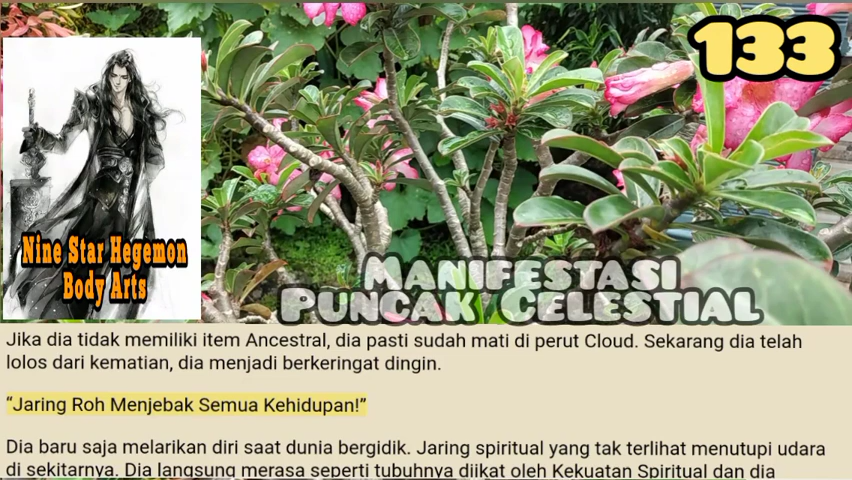 133
Nine Star Hegemon
Body Arts
Manifestasi
Puncak Celestial
Jika dia tidak memiliki item Ancestral, dia pasti sudah mati di perut Cloud. Sekarang dia telah
lolos dari kematian, dia menjadi berkeringat dingin.
“Jaring Roh Menjebak Semua Kehidupan!”
Dia baru saja melarikan diri saat dunia bergidik. Jaring spiritual yang tak terlihat menutupi udara
di sekitarnya. Dia langsung merasa seperti tubuhnya diikat oleh Kekuatan Spiritual dan dia